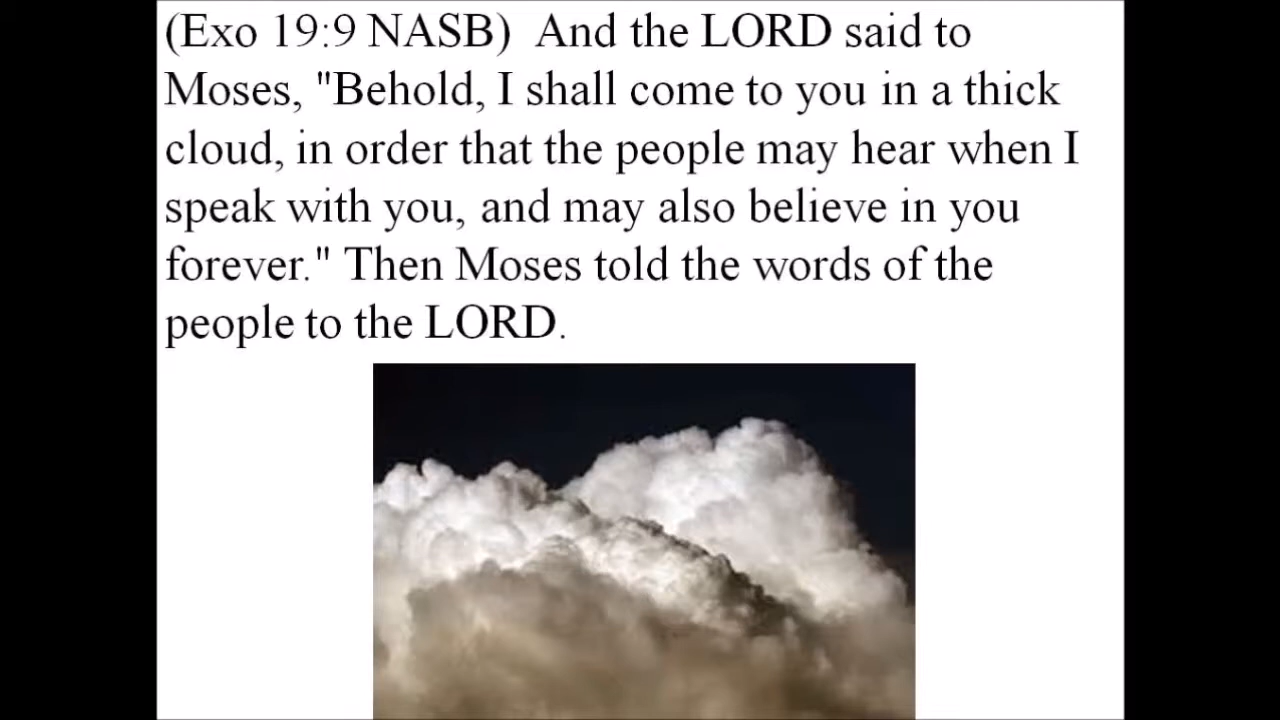 (Exo 19:9 NASB)  And the LORD said to
Moses, "Behold, I shall come to you in a thick
cloud, in order that the people may hear when I
speak with you, and may also believe in you
forever." Then Moses told the words of the
people to the LORD.